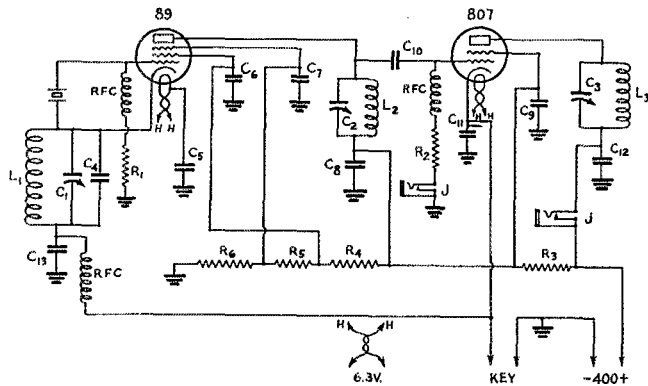 89
807
C10
C6
C7
RFC
C2
L2
RFC
C11
C9
C3
L3
H H
H H
L1
C1
C4
R1
C5
C8
R2
J
C12
J
C13
RFC
R6
R5
R4
R3
H
H
6.3V.
KEY
-400+